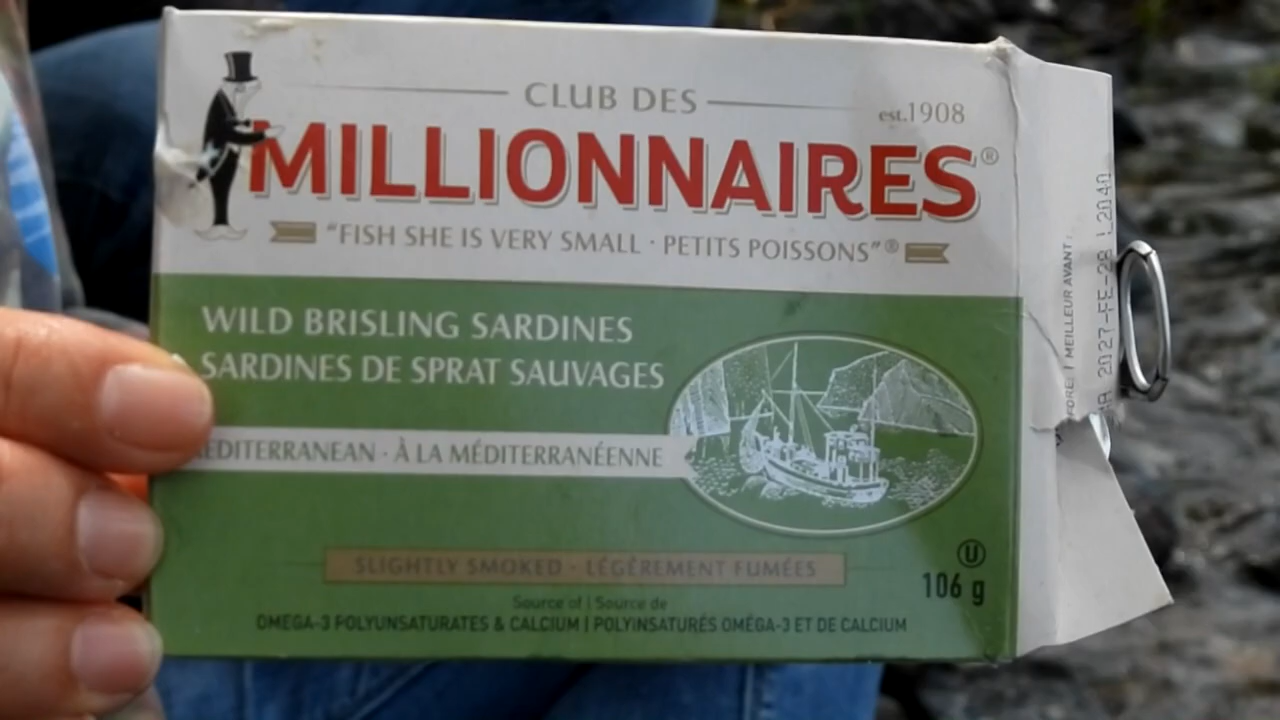 CLUB DES
est.1908
MILLIONNAIRES®
"FISH SHE IS VERY SMALL · PETITS POISSONS"®
WILD BRISLING SARDINES
SARDINES DE SPRAT SAUVAGES
EDITERRANEAN · À LA MÉDITERRANÉENNE
SLIGHTLY SMOKED · LÉGÈREMENT FUMÉES
U
106 g
Source of | Source de
OMEGA-3 POLYUNSATURATES & CALCIUM | POLYINSATURÉS OMÉGA-3 ET DE CALCIUM
FORE | MEILLEUR AVANT :
2027-FE-28 L2040